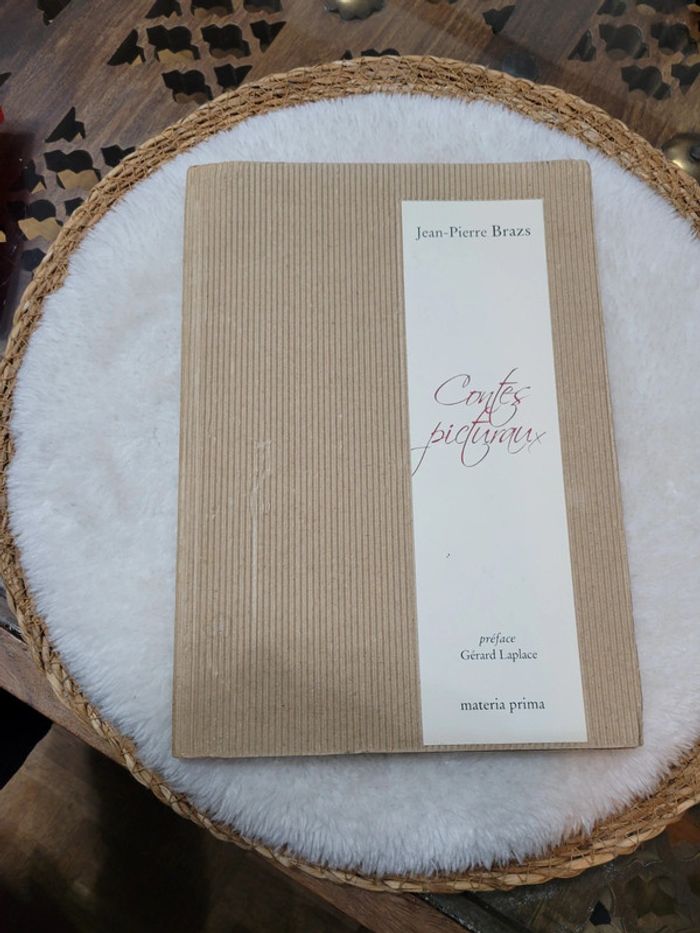 Jean-Pierre Brazs
Contes
picturaux
préface
Gérard Laplace
materia prima